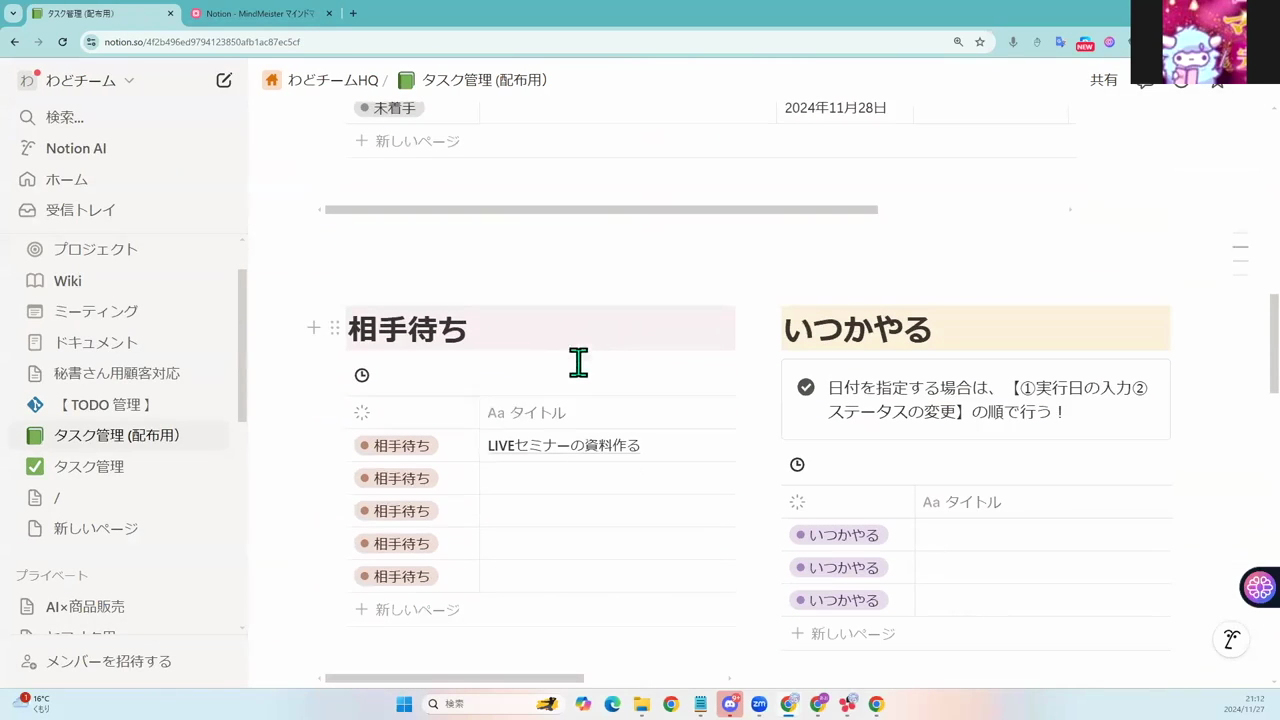 タスク管理 (配布用)
Notion - MindMeister マインドマ
notion.so/4f2b496ed9794123850afb1ac87ec5cf
NEW
わ わどチーム
検索...
Notion AI
ホーム
受信トレイ
プロジェクト
Wiki
ミーティング
ドキュメント
秘書さん用顧客対応
【 TODO 管理 】
タスク管理 (配布用)
タスク管理
/
新しいページ
プライベート
AI×商品販売
メンバーを招待する
わどチームHQ / タスク管理 (配布用)
共有
未着手
2024年11月28日
新しいページ
相手待ち
Aa タイトル
相手待ち LIVEセミナーの資料作る
相手待ち
相手待ち
相手待ち
相手待ち
新しいページ
いつかやる
日付を指定する場合は、【①実行日の入力②
ステータスの変更】の順で行う！
Aa タイトル
いつかやる
いつかやる
いつかやる
新しいページ
1
16°C
くもり
検索
21:12
2024/11/27